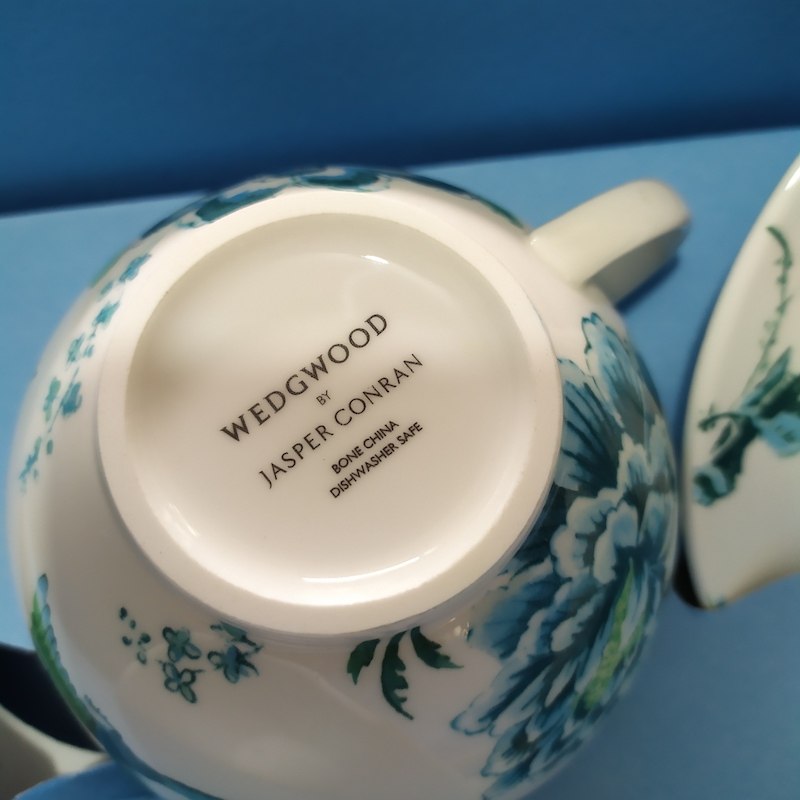 WEDGWOOD
BY
JASPER CONRAN
BONE CHINA
DISHWASHER SAFE